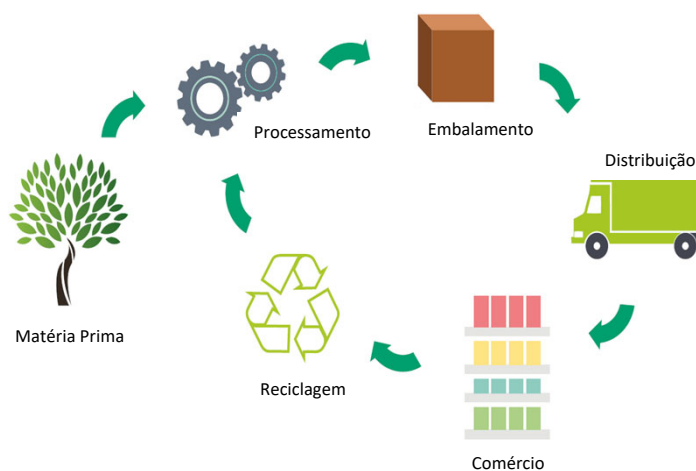 Processamento
Embalamento
Distribuição
Matéria Prima
Reciclagem
Comércio